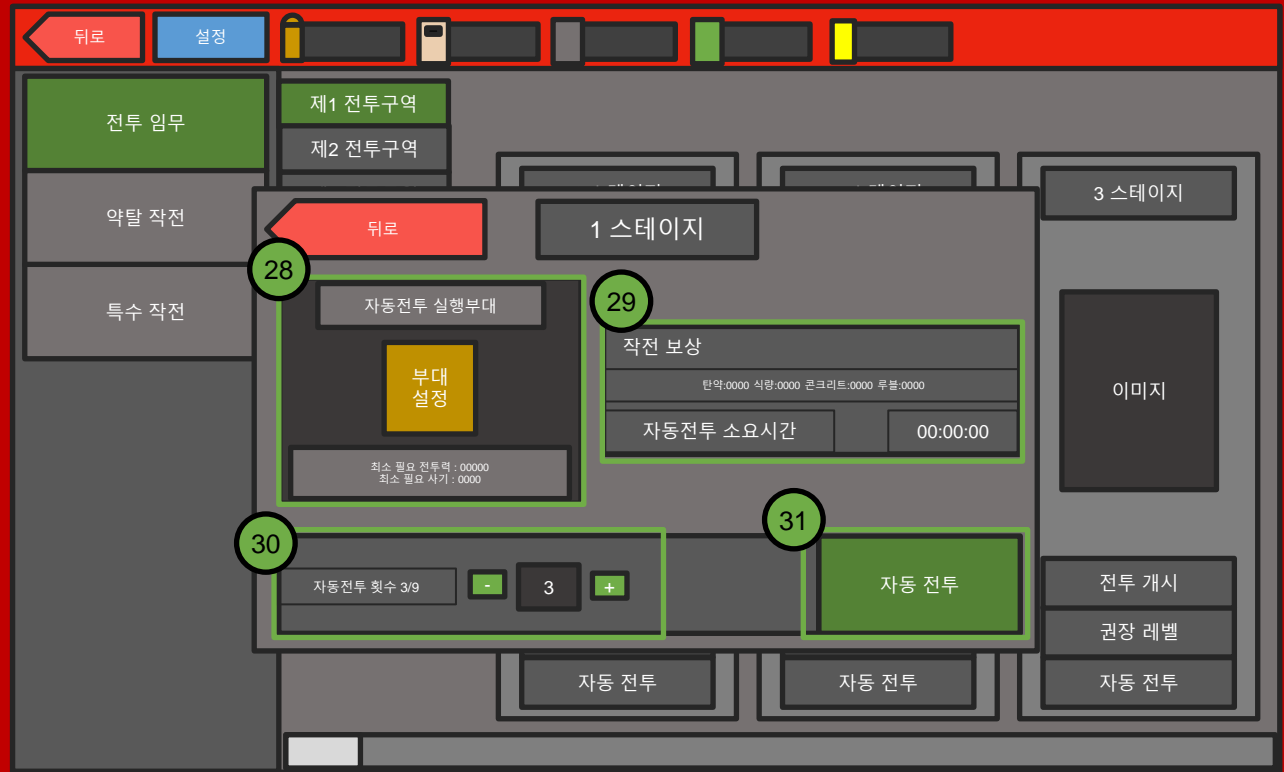 뒤로
설정
전투 임무
약탈 작전
특수 작전
제1 전투구역
제2 전투구역
3 스테이지
뒤로
1 스테이지
28
자동전투 실행부대
부대
설정
최소 필요 전투력 : 00000
최소 필요 사기 : 0000
29
작전 보상
탄약:0000 식량:0000 콘크리트:0000 루블:0000
자동전투 소요시간
00:00:00
이미지
30
자동전투 횟수 3/9
-
3
+
31
자동 전투
전투 개시
권장 레벨
자동 전투
자동 전투
자동 전투